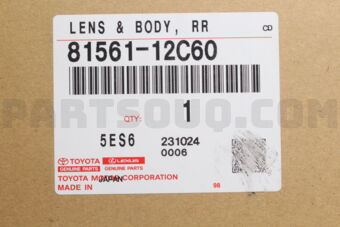 LENS & BODY, RR
CD
81561-12C60
QTY: 1
5ES6
231024
0006
TOYOTA LEXUS
GENUINE PARTS GENUINE PARTS
TOYOTA MOTOR CORPORATION
MADE IN JAPAN
98
PARTSOUQ.COM